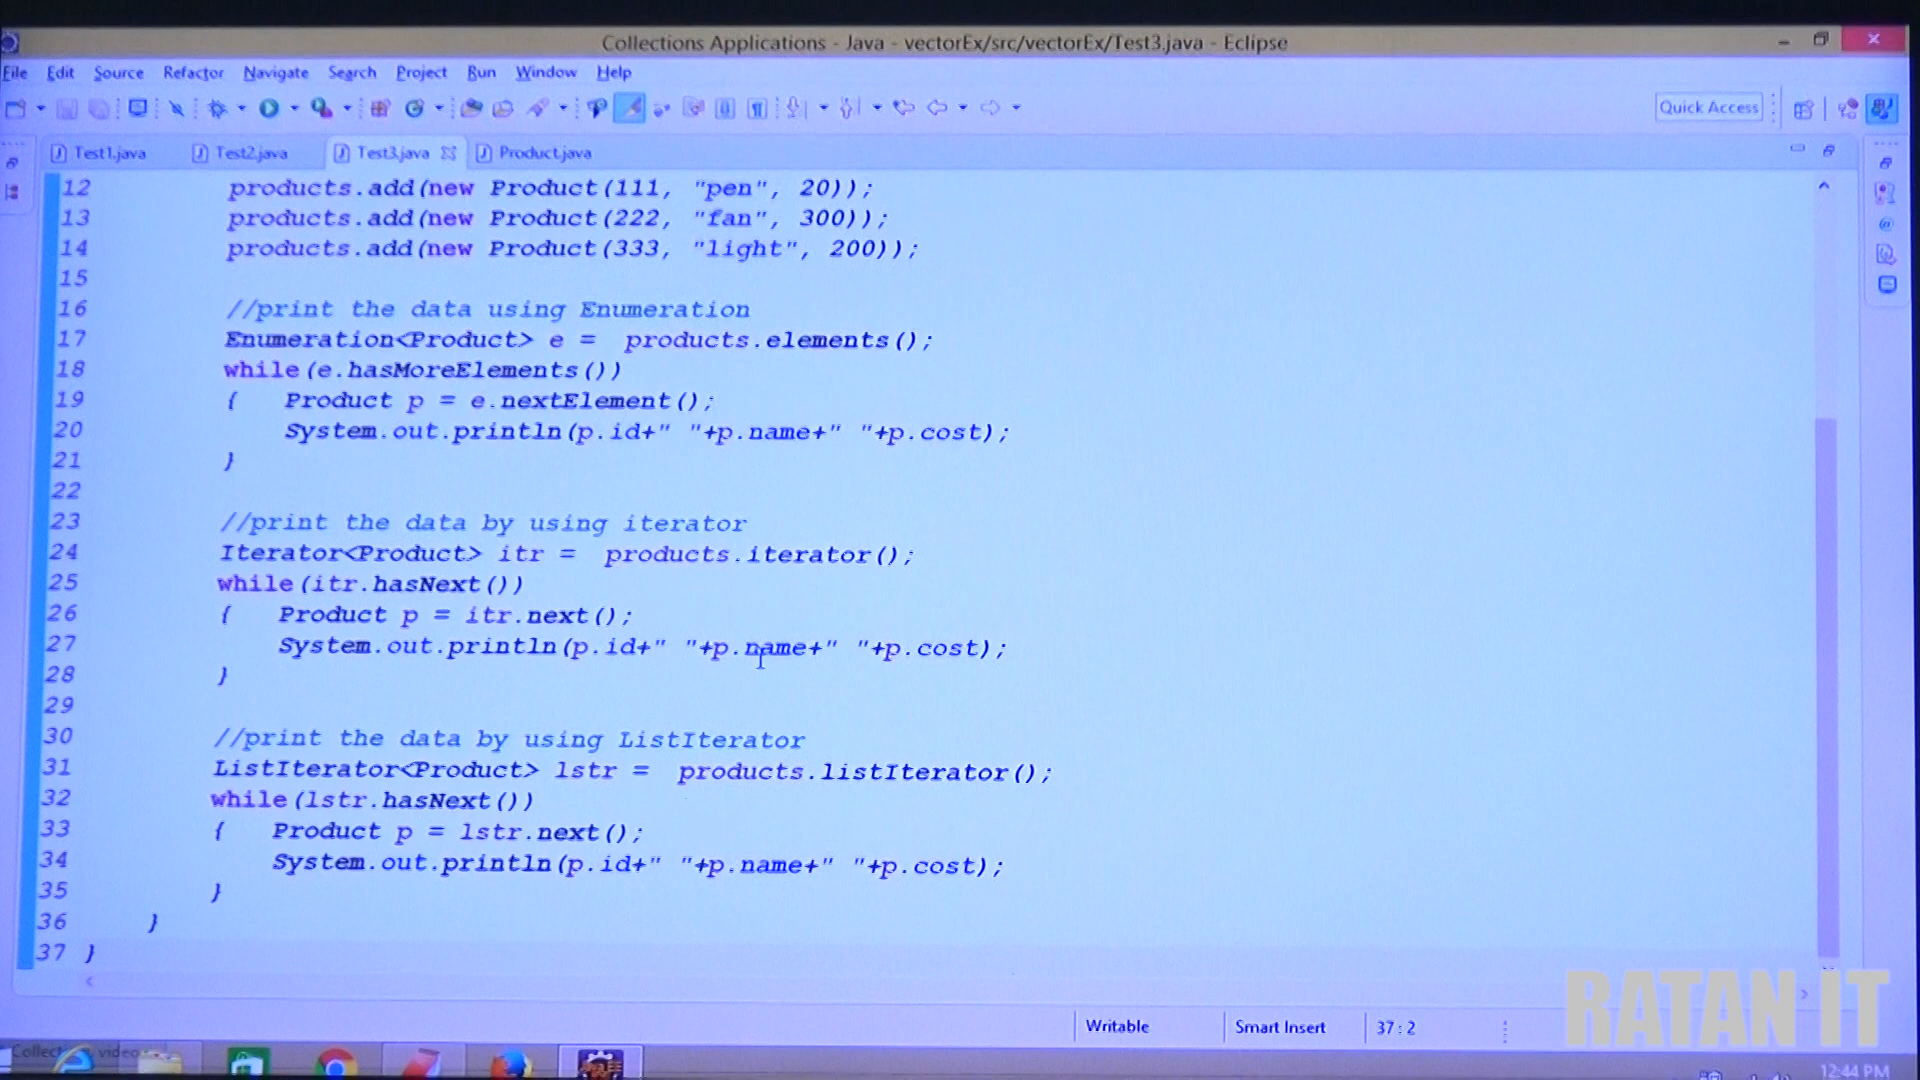 Collections Applications - Java - vectorEx/src/vectorEx/Test3.java - Eclipse
File Edit Source Refactor Navigate Search Project Run Window Help
Quick Access
Test1.java Test2.java Test3.java Product.java
12 products.add(new Product(111, "pen", 20));
13 products.add(new Product(222, "fan", 300));
14 products.add(new Product(333, "light", 200));
15
16 //print the data using Enumeration
17 Enumeration<Product> e = products.elements();
18 while(e.hasMoreElements())
19 { Product p = e.nextElement();
20 System.out.println(p.id+" "+p.name+" "+p.cost);
21 }
22
23 //print the data by using iterator
24 Iterator<Product> itr = products.iterator();
25 while(itr.hasNext())
26 { Product p = itr.next();
27 System.out.println(p.id+" "+p.name+" "+p.cost);
28 }
29
30 //print the data by using ListIterator
31 ListIterator<Product> lstr = products.listIterator();
32 while(lstr.hasNext())
33 { Product p = lstr.next();
34 System.out.println(p.id+" "+p.name+" "+p.cost);
35 }
36 }
37 }
Writable Smart Insert 37 : 2
RATAN IT
Collec video
12:44 PM